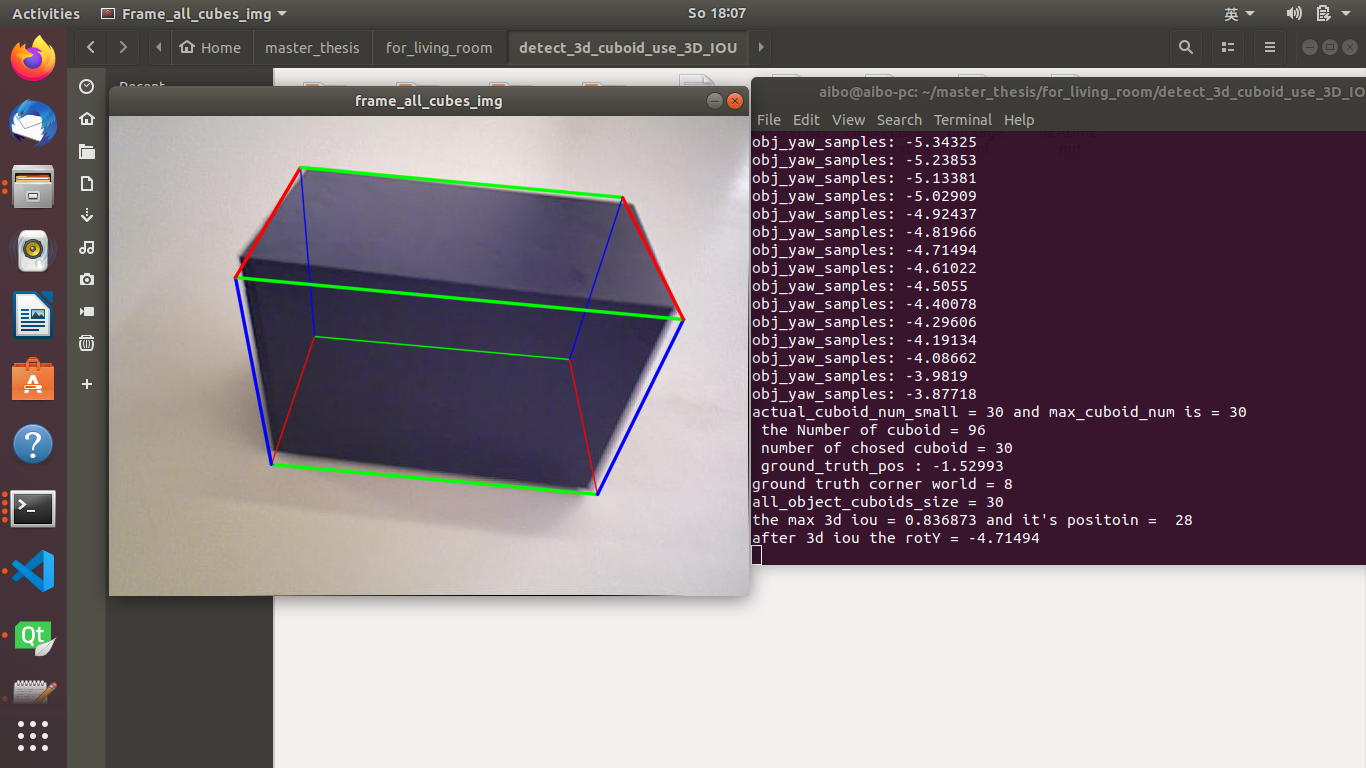 Activities
Frame_all_cubes_img
So 18:07
英
Home
master_thesis
for_living_room
detect_3d_cuboid_use_3D_IOU
Recent
frame_all_cubes_img
aibo@aibo-pc: ~/master_thesis/for_living_room/detect_3d_cuboid_use_3D_IO
File Edit View Search Terminal Help
obj_yaw_samples: -5.34325
obj_yaw_samples: -5.23853
obj_yaw_samples: -5.13381
obj_yaw_samples: -5.02909
obj_yaw_samples: -4.92437
obj_yaw_samples: -4.81966
obj_yaw_samples: -4.71494
obj_yaw_samples: -4.61022
obj_yaw_samples: -4.5055
obj_yaw_samples: -4.40078
obj_yaw_samples: -4.29606
obj_yaw_samples: -4.19134
obj_yaw_samples: -4.08662
obj_yaw_samples: -3.9819
obj_yaw_samples: -3.87718
actual_cuboid_num_small = 30 and max_cuboid_num is = 30
the Number of cuboid = 96
number of chosed cuboid = 30
ground_truth_pos : -1.52993
ground truth corner world = 8
all_object_cuboids_size = 30
the max 3d iou = 0.836873 and it's positoin =  28
after 3d iou the rotY = -4.71494
Qt